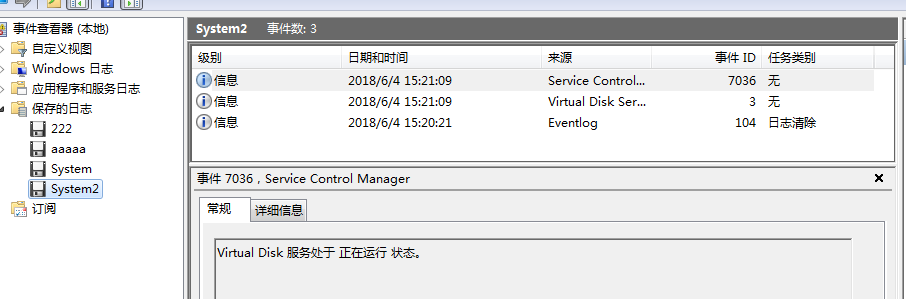 事件查看器 (本地)
自定义视图
Windows 日志
应用程序和服务日志
保存的日志
222
aaaaa
System
System2
订阅
System2 事件数: 3
级别 日期和时间 来源 事件 ID 任务类别
信息 2018/6/4 15:21:09 Service Control... 7036 无
信息 2018/6/4 15:21:09 Virtual Disk Ser... 3 无
信息 2018/6/4 15:20:21 Eventlog 104 日志清除
事件 7036，Service Control Manager
常规 详细信息
Virtual Disk 服务处于 正在运行 状态。